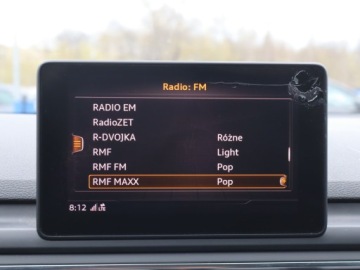 Radio: FM
RADIO EM
RadioZET
R-DVOJKA Różne
RMF Light
RMF FM Pop
RMF MAXX Pop
8:12